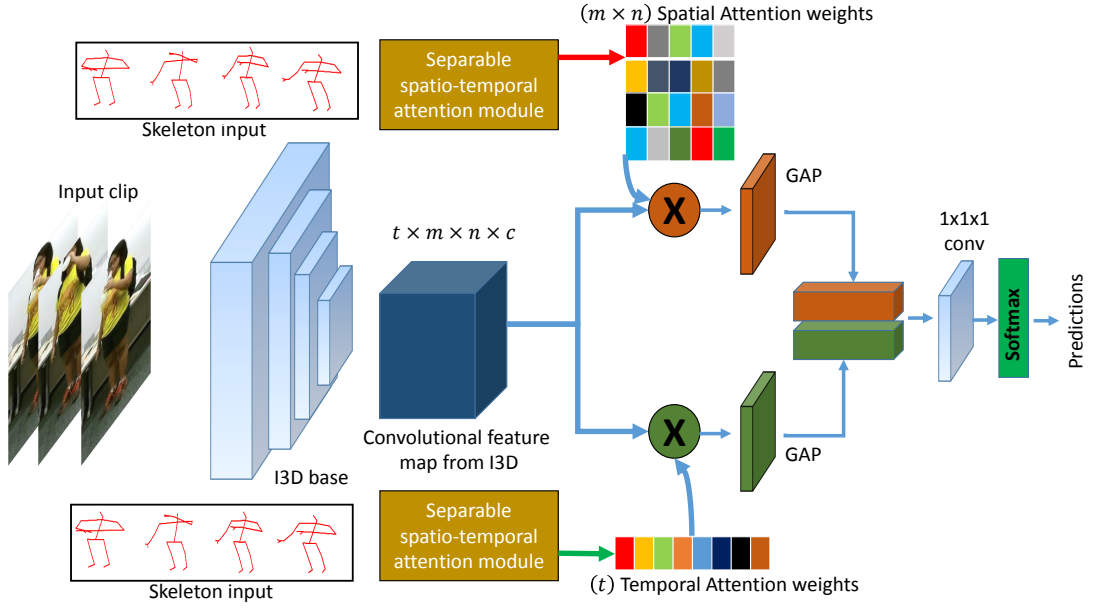 (m × n) Spatial Attention weights
Separable
spatio-temporal
attention module
Skeleton input
Input clip
t × m × n × c
X
GAP
1x1x1
conv
Softmax
Predictions
Convolutional feature
map from I3D
I3D base
X
GAP
Separable
spatio-temporal
attention module
Skeleton input
(t) Temporal Attention weights